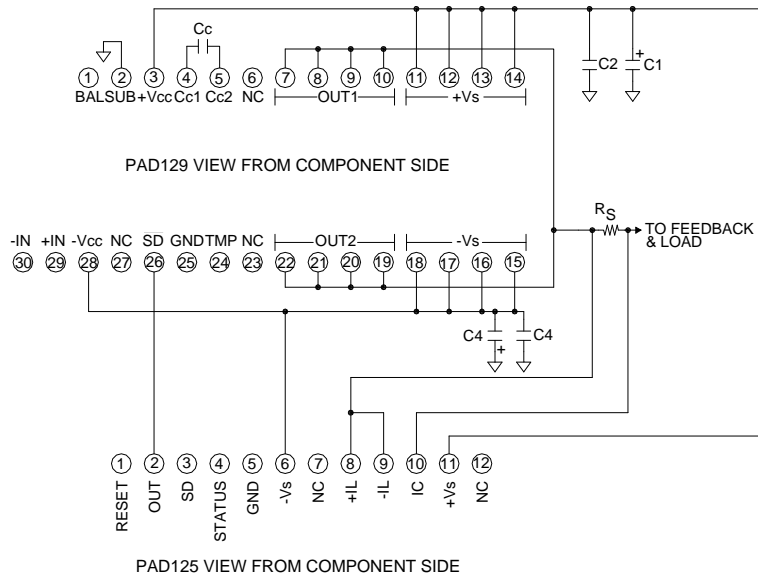 Cc
+
C2
C1
1 2 3 4 5 6 7 8 9 10 11 12 13 14
BAL SUB +Vcc Cc1 Cc2 NC OUT1 +Vs
PAD129 VIEW FROM COMPONENT SIDE
RS
TO FEEDBACK
& LOAD
-IN +IN -Vcc NC SD GND TMP NC OUT2 -Vs
30 29 28 27 26 25 24 23 22 21 20 19 18 17 16 15
C4 + C4
1 2 3 4 5 6 7 8 9 10 11 12
RESET OUT SD STATUS GND -Vs NC +IL -IL IC +Vs NC
PAD125 VIEW FROM COMPONENT SIDE